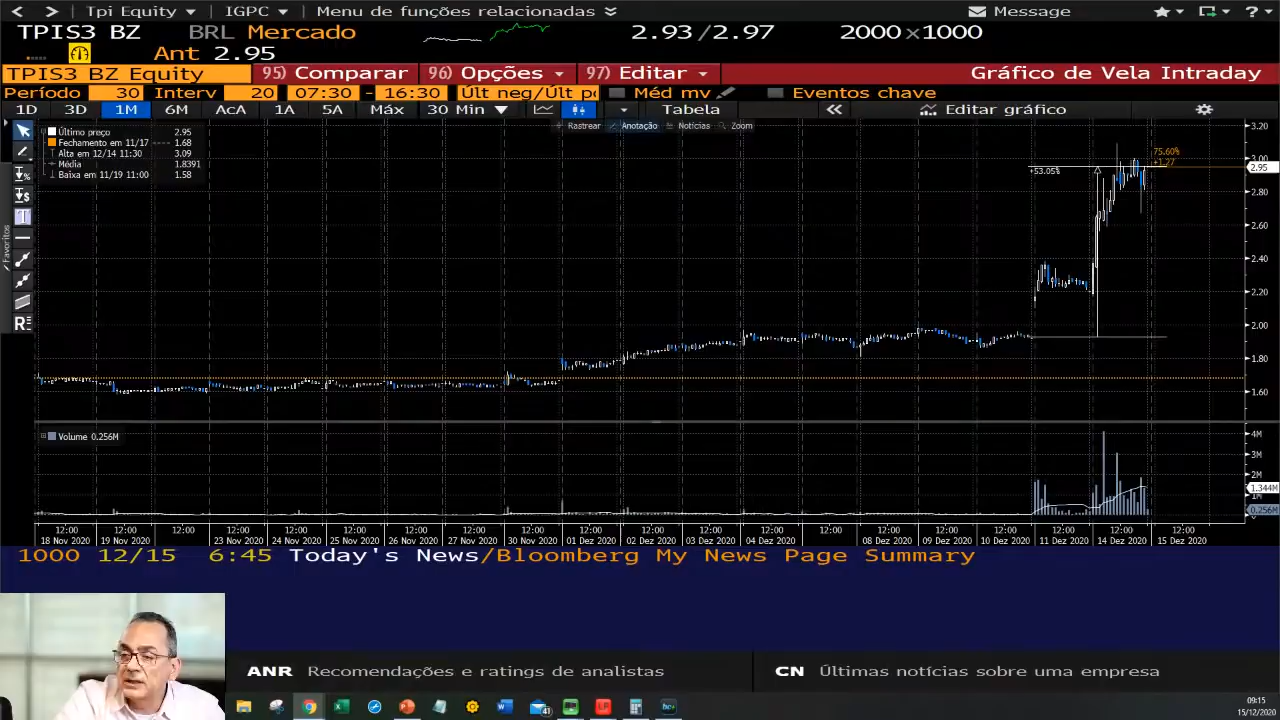 Tpi Equity IGPC Menu de funções relacionadas Message ?
TPIS3 BZ BRL Mercado 2.93/2.97 2000x1000
Ant 2.95
TPIS3 BZ Equity 95) Comparar 96) Opções 97) Editar Gráfico de Vela Intraday
Período 30 Interv 20 07:30 - 16:30 Últ neg/Últ Méd mv Eventos chave
1D 3D 1M 6M AcA 1A 5A Máx 30 Min Tabela Editar gráfico
Rastrear Anotação Notícias Zoom
Último preço 2.95
Fechamento em 11/17 1.68
Alta em 12/14 11:30 3.09
Média 1.8391
Baixa em 11/19 11:00 1.58
Favoritos
75.60%
+1.27
+53.05%
3.20
3.00
2.95
2.80
2.60
2.40
2.20
2.00
1.80
1.60
Volume 0.256M
4M
3M
2M
1.344M
1M
0.256M
12:00 12:00 12:00 12:00 12:00 12:00 12:00 12:00 12:00 12:00 12:00 12:00 12:00 12:00 12:00 12:00 12:00 12:00 12:00 12:00
18 Nov 2020 19 Nov 2020 23 Nov 2020 24 Nov 2020 25 Nov 2020 26 Nov 2020 27 Nov 2020 30 Nov 2020 01 Dez 2020 02 Dez 2020 03 Dez 2020 04 Dez 2020 08 Dez 2020 09 Dez 2020 10 Dez 2020 11 Dez 2020 14 Dez 2020 15 Dez 2020
1000 12/15 6:45 Today's News/Bloomberg My News Page Summary
ANR Recomendações e ratings de analistas CN Últimas notícias sobre uma empresa
09:15
15/12/2020